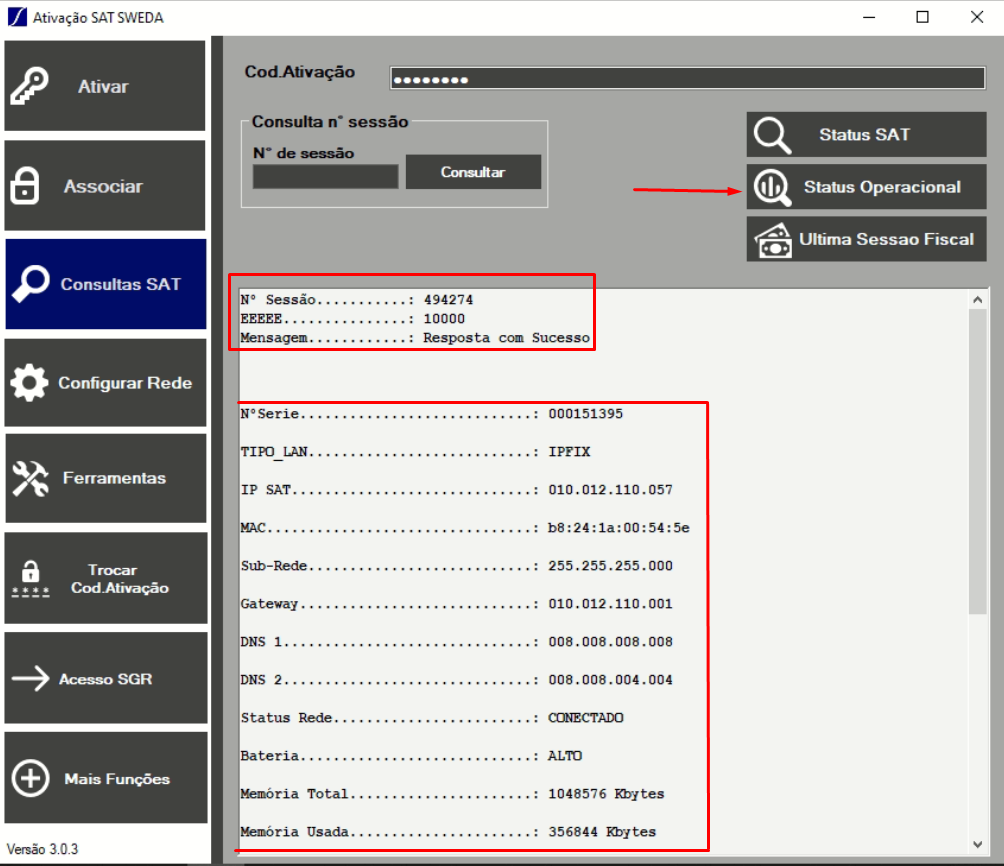 Ativação SAT SWEDA
Ativar
Associar
Consultas SAT
Configurar Rede
Ferramentas
Trocar
Cod.Ativação
****
Acesso SGR
Mais Funções
Versão 3.0.3
Cod.Ativação
Consulta n° sessão
N° de sessão
Consultar
Status SAT
Status Operacional
Ultima Sessao Fiscal
N° Sessão...........: 494274
EEEEE...............: 10000
Mensagem............: Resposta com Sucesso
N°Serie............................: 000151395
TIPO_LAN...........................: IPFIX
IP SAT.............................: 010.012.110.057
MAC................................: b8:24:1a:00:54:5e
Sub-Rede...........................: 255.255.255.000
Gateway............................: 010.012.110.001
DNS 1..............................: 008.008.008.008
DNS 2..............................: 008.008.004.004
Status Rede........................: CONECTADO
Bateria............................: ALTO
Memória Total......................: 1048576 Kbytes
Memória Usada......................: 356844 Kbytes